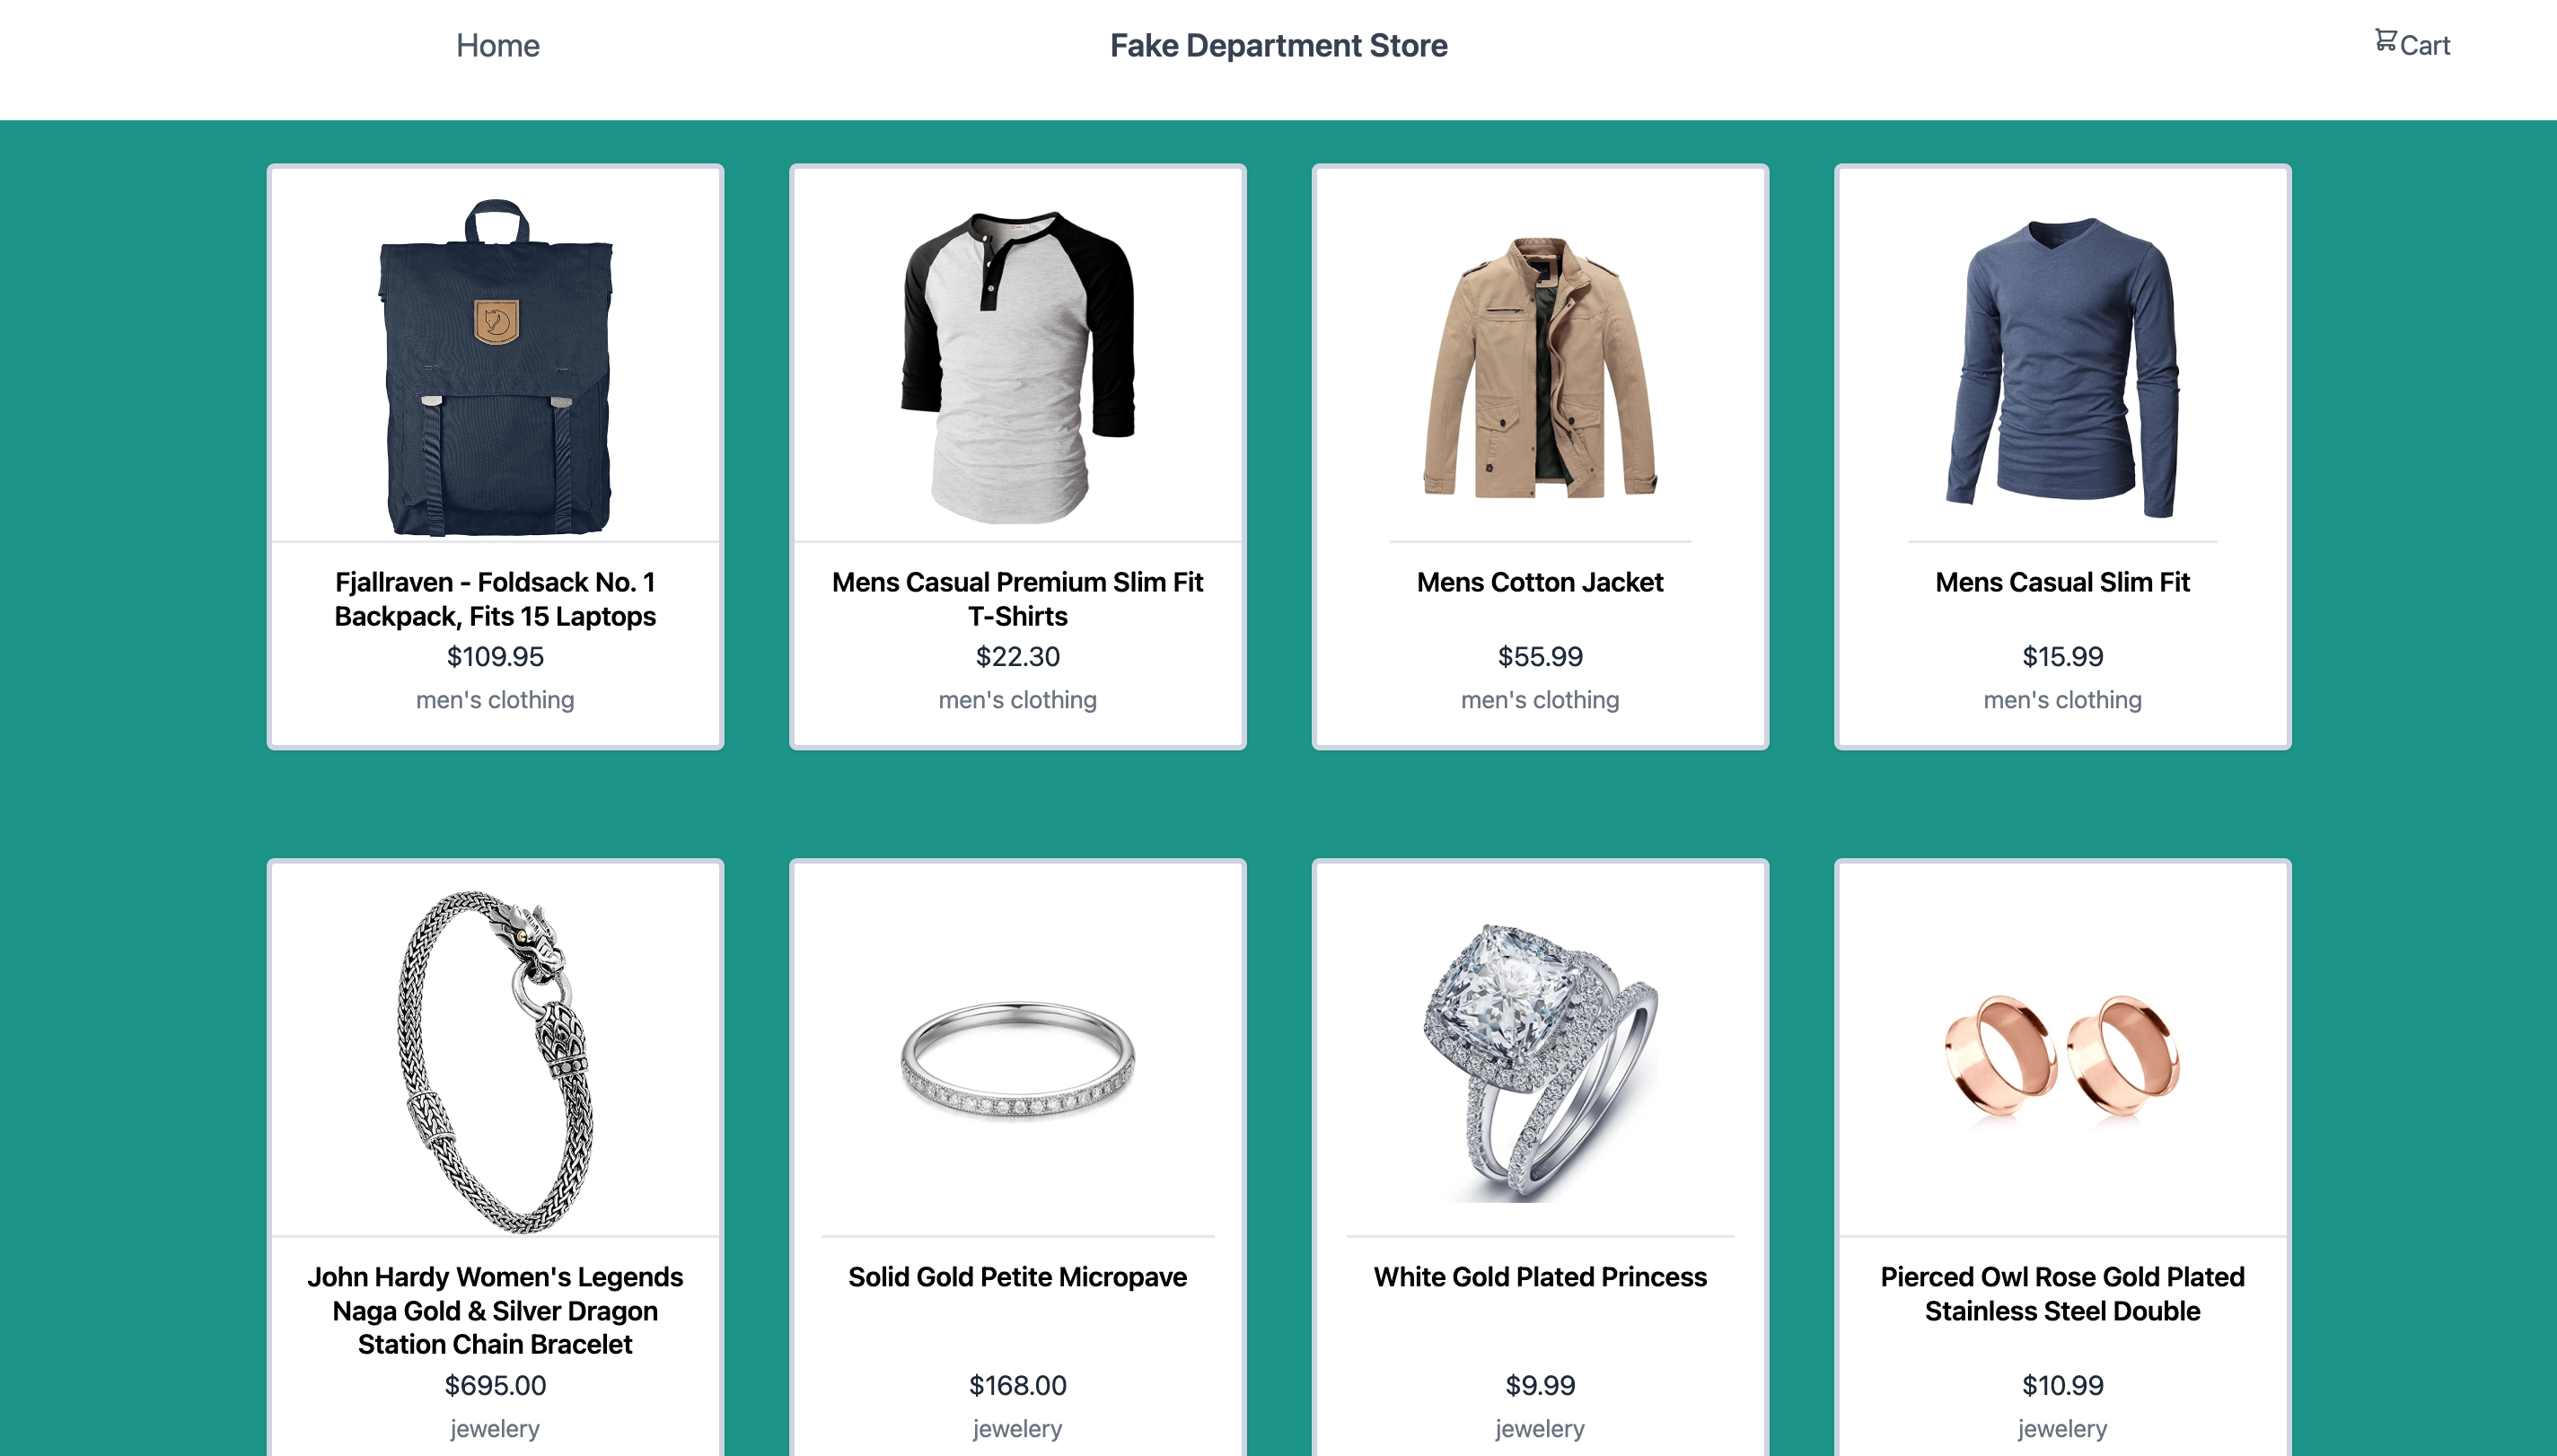 Home
Fake Department Store
Cart
Fjallraven - Foldsack No. 1
Backpack, Fits 15 Laptops
$109.95
men's clothing
Mens Casual Premium Slim Fit
T-Shirts
$22.30
men's clothing
Mens Cotton Jacket
$55.99
men's clothing
Mens Casual Slim Fit
$15.99
men's clothing
John Hardy Women's Legends
Naga Gold & Silver Dragon
Station Chain Bracelet
$695.00
jewelery
Solid Gold Petite Micropave
$168.00
jewelery
White Gold Plated Princess
$9.99
jewelery
Pierced Owl Rose Gold Plated
Stainless Steel Double
$10.99
jewelery